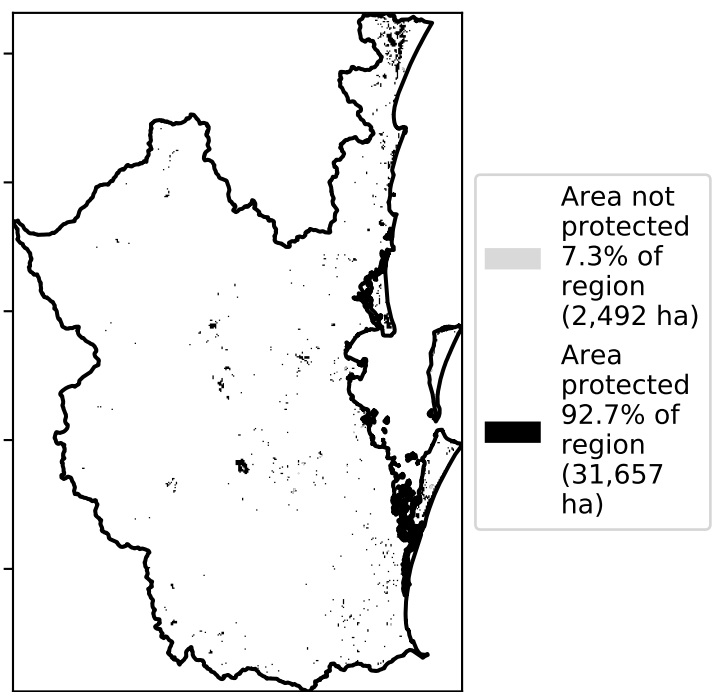 Area not
protected
7.3% of
region
(2,492 ha)
Area
protected
92.7% of
region
(31,657
ha)